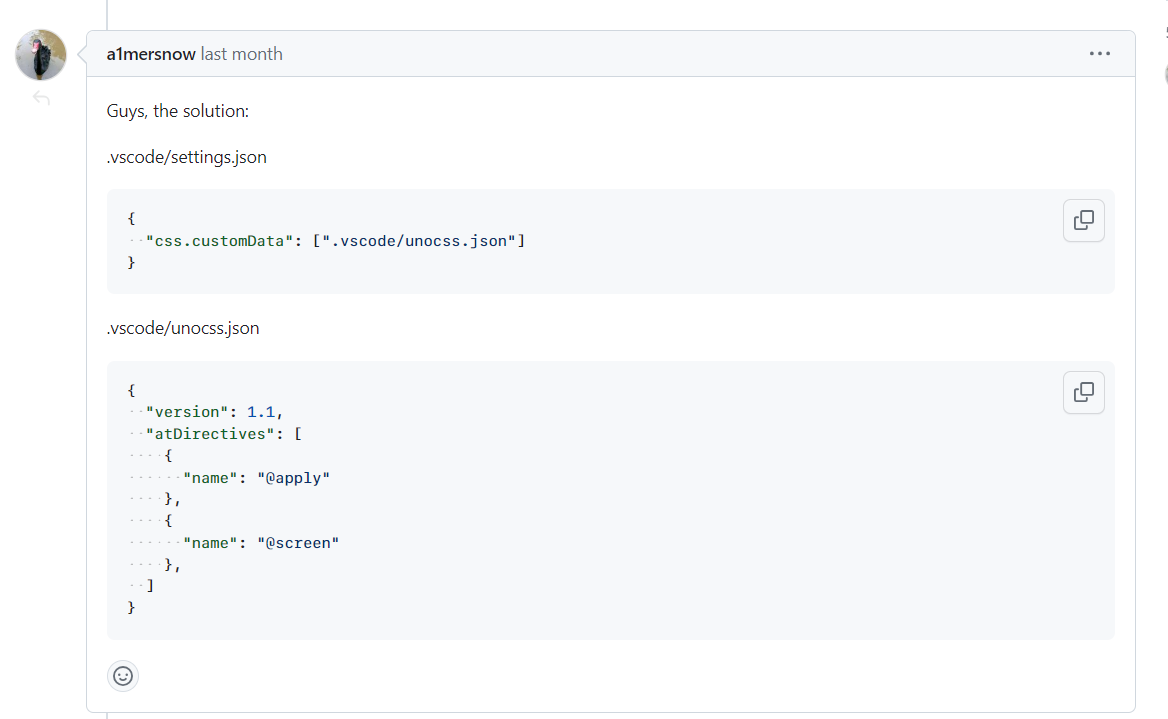 a1mersnow last month
Guys, the solution:
.vscode/settings.json
{
  "css.customData": [".vscode/unocss.json"]
}
.vscode/unocss.json
{
  "version": 1.1,
  "atDirectives": [
    {
      "name": "@apply"
    },
    {
      "name": "@screen"
    },
  ]
}